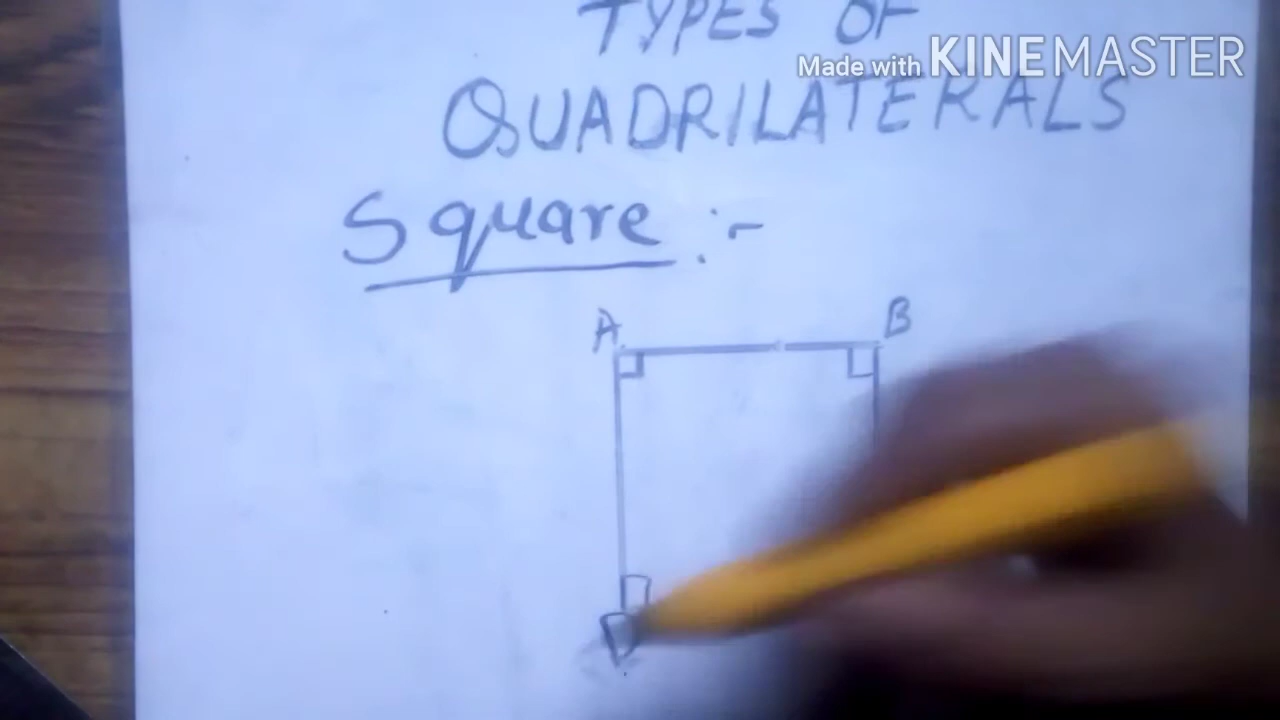 TYPES OF
Made with KINEMASTER
QUADRILATERALS
Square :-
A
B
D